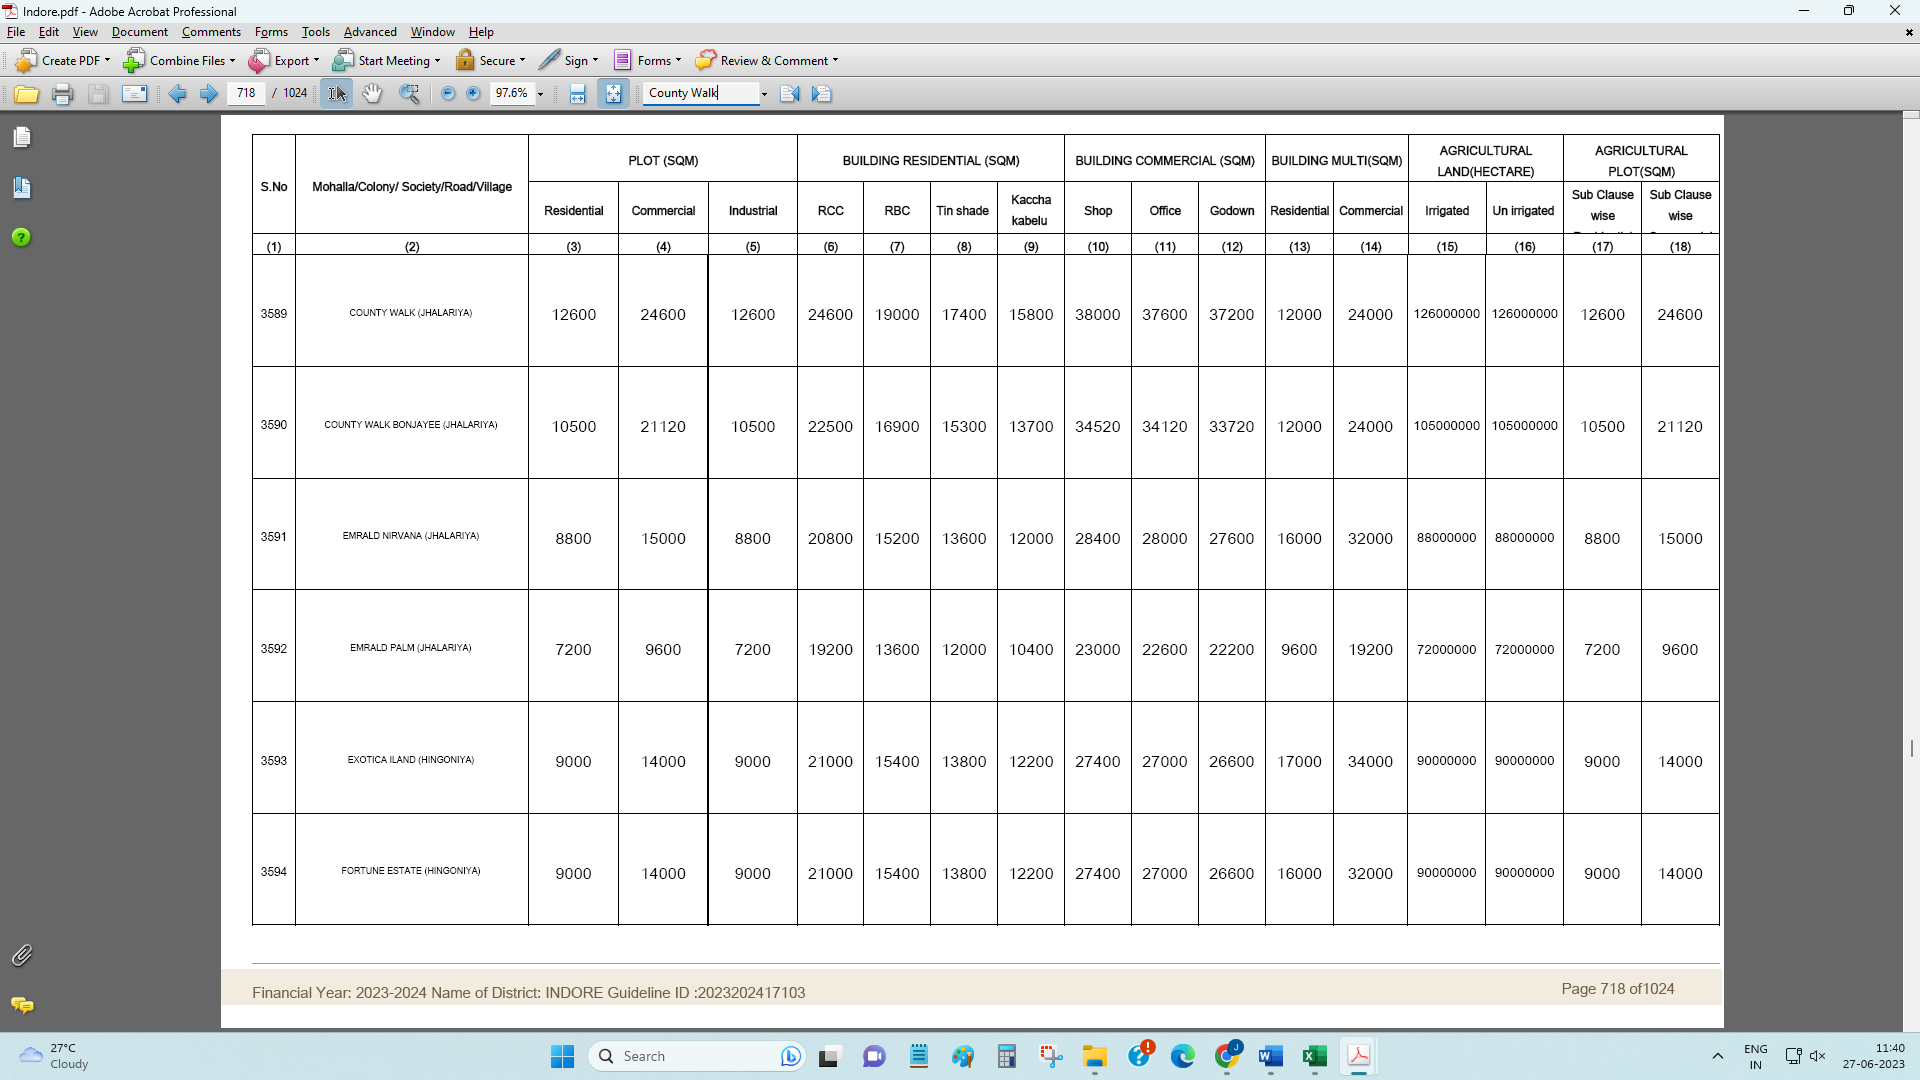 Indore.pdf - Adobe Acrobat Professional
File Edit View Document Comments Forms Tools Advanced Window Help
Create PDF Combine Files Export Start Meeting Secure Sign Forms Review & Comment
718 / 1024 97.6% County Walk
S.No Mohalla/Colony/ Society/Road/Village PLOT (SQM) BUILDING RESIDENTIAL (SQM) BUILDING COMMERCIAL (SQM) BUILDING MULTI(SQM) AGRICULTURAL LAND(HECTARE) AGRICULTURAL PLOT(SQM)
Residential Commercial Industrial RCC RBC Tin shade Kaccha kabelu Shop Office Godown Residential Commercial Irrigated Un irrigated Sub Clause wise Sub Clause wise
(1) (2) (3) (4) (5) (6) (7) (8) (9) (10) (11) (12) (13) (14) (15) (16) (17) (18)
3589 COUNTY WALK (JHALARIYA) 12600 24600 12600 24600 19000 17400 15800 38000 37600 37200 12000 24000 126000000 126000000 12600 24600
3590 COUNTY WALK BONJAYEE (JHALARIYA) 10500 21120 10500 22500 16900 15300 13700 34520 34120 33720 12000 24000 105000000 105000000 10500 21120
3591 EMRALD NIRVANA (JHALARIYA) 8800 15000 8800 20800 15200 13600 12000 28400 28000 27600 16000 32000 88000000 88000000 8800 15000
3592 EMRALD PALM (JHALARIYA) 7200 9600 7200 19200 13600 12000 10400 23000 22600 22200 9600 19200 72000000 72000000 7200 9600
3593 EXOTICA ILAND (HINGONIYA) 9000 14000 9000 21000 15400 13800 12200 27400 27000 26600 17000 34000 90000000 90000000 9000 14000
3594 FORTUNE ESTATE (HINGONIYA) 9000 14000 9000 21000 15400 13800 12200 27400 27000 26600 16000 32000 90000000 90000000 9000 14000
Financial Year: 2023-2024 Name of District: INDORE Guideline ID :2023202417103
Page 718 of1024
27°C
Cloudy
Search
ENG
IN
11:40
27-06-2023